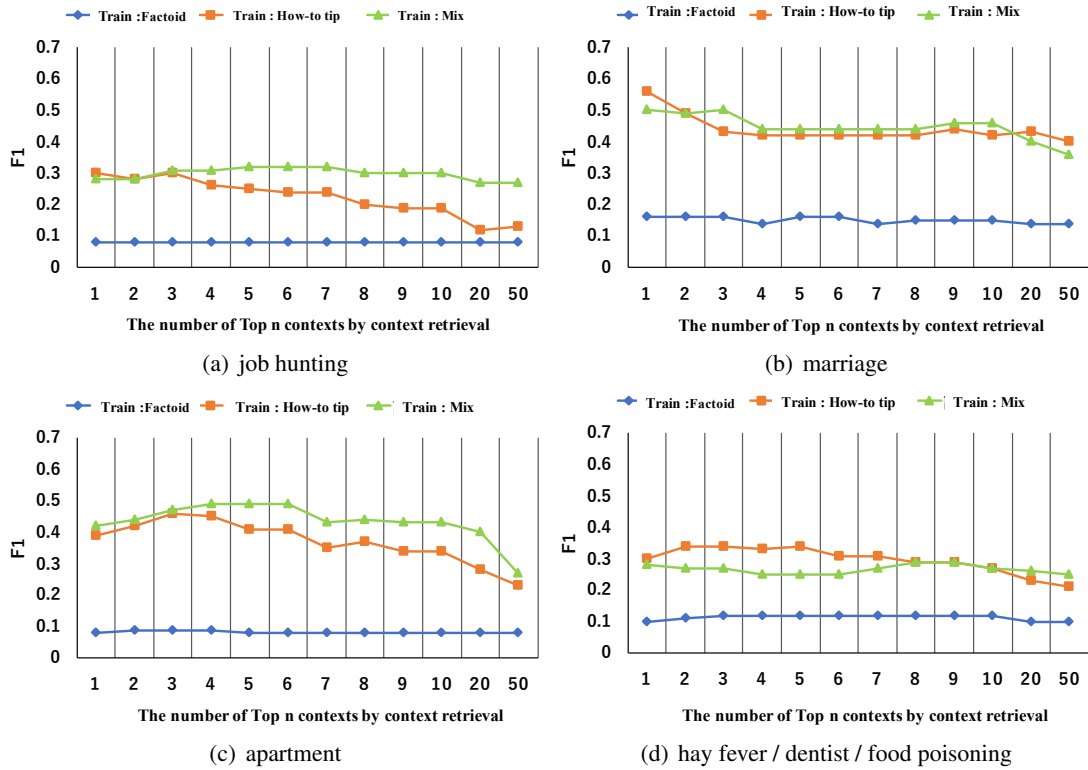 Train :Factoid Train : How-to tip Train : Mix
0.7
0.6
0.5
0.4
0.3
0.2
0.1
0
F1
1 2 3 4 5 6 7 8 9 10 20 50
The number of Top n contexts by context retrieval
(a) job hunting
Train :Factoid Train : How-to tip Train : Mix
0.7
0.6
0.5
0.4
0.3
0.2
0.1
0
F1
1 2 3 4 5 6 7 8 9 10 20 50
The number of Top n contexts by context retrieval
(b) marriage
Train :Factoid Train : How-to tip Train : Mix
0.7
0.6
0.5
0.4
0.3
0.2
0.1
0
F1
1 2 3 4 5 6 7 8 9 10 20 50
The number of Top n contexts by context retrieval
(c) apartment
Train :Factoid Train : How-to tip Train : Mix
0.7
0.6
0.5
0.4
0.3
0.2
0.1
0
F1
1 2 3 4 5 6 7 8 9 10 20 50
The number of Top n contexts by context retrieval
(d) hay fever / dentist / food poisoning